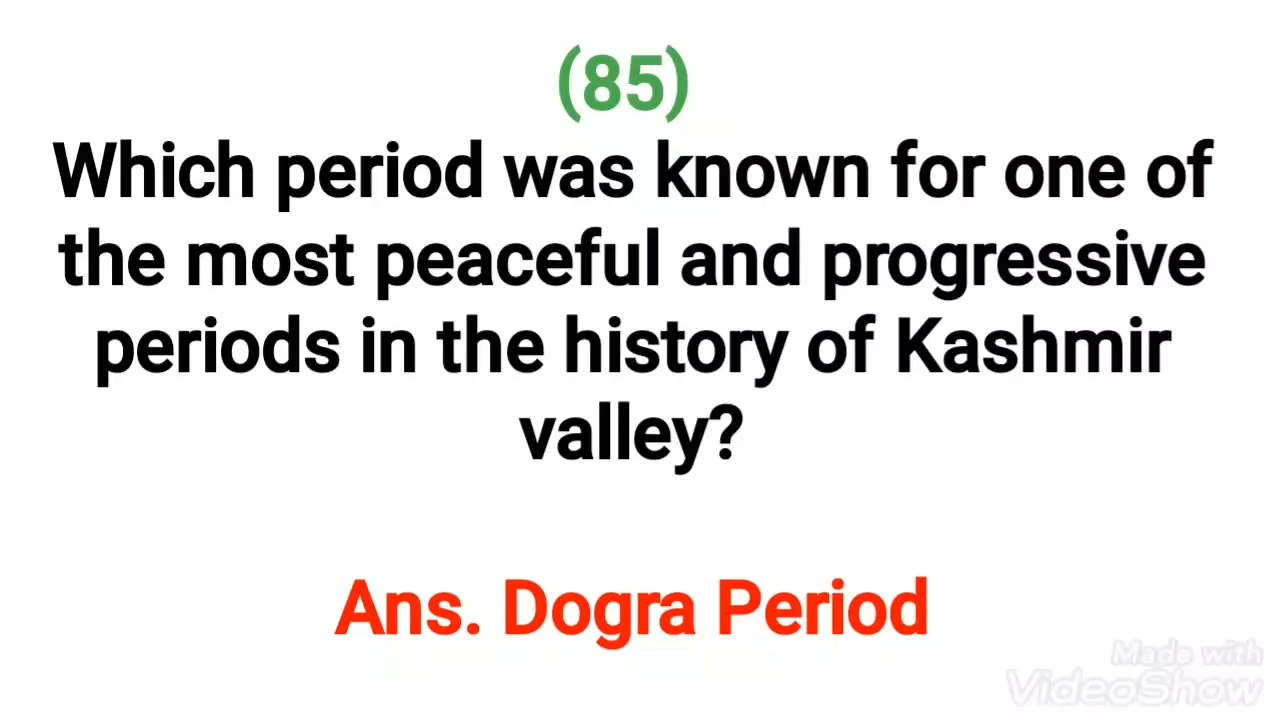 (85)
Which period was known for one of
the most peaceful and progressive
periods in the history of Kashmir
valley?
Ans. Dogra Period
Made with
VideoShow